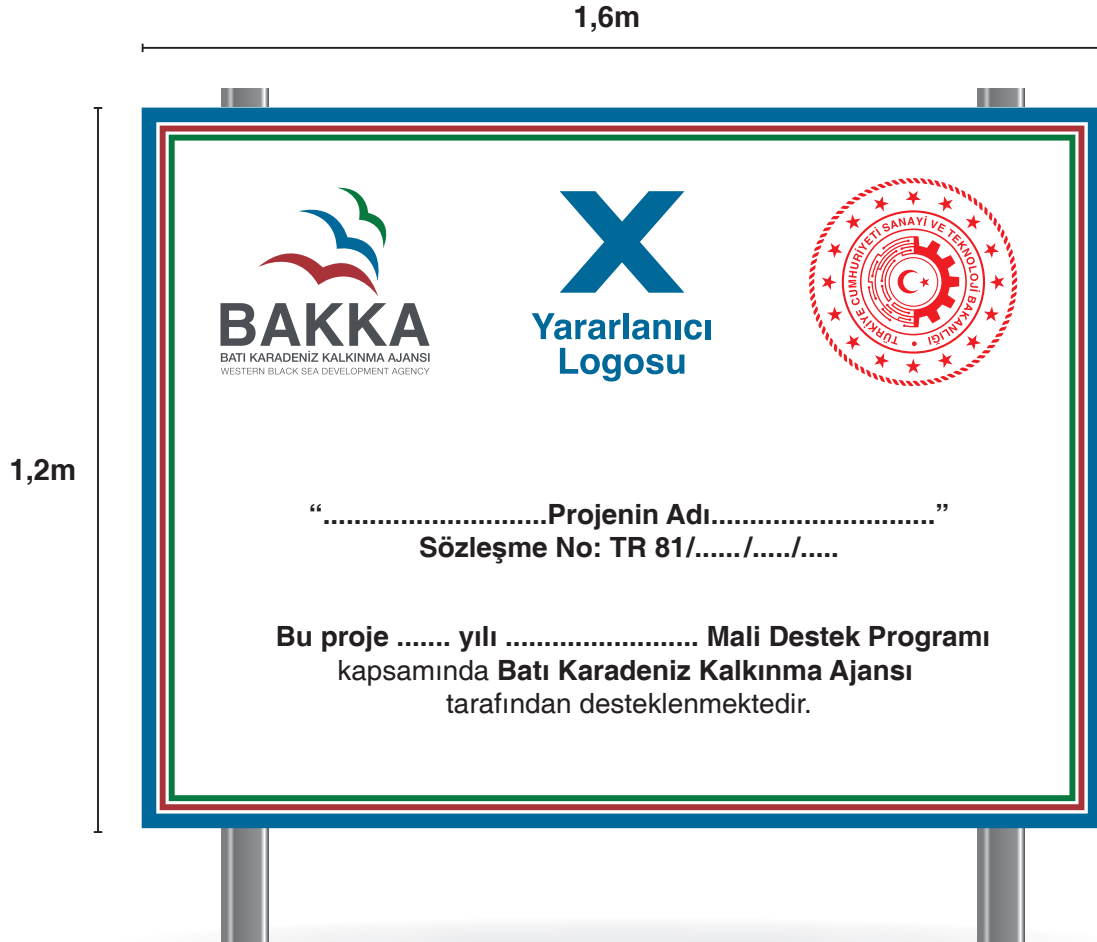 1,6m
BAKKA
BATI KARADENİZ KALKINMA AJANSI
WESTERN BLACK SEA DEVELOPMENT AGENCY
X
Yararlanıcı
Logosu
TÜRKİYE CUMHURİYETİ SANAYİ VE TEKNOLOJİ BAKANLIĞI
1,2m
“.............................Projenin Adı.............................”
Sözleşme No: TR 81/....../...../.....
Bu proje ....... yılı ......................... Mali Destek Programı
kapsamında Batı Karadeniz Kalkınma Ajansı
tarafından desteklenmektedir.